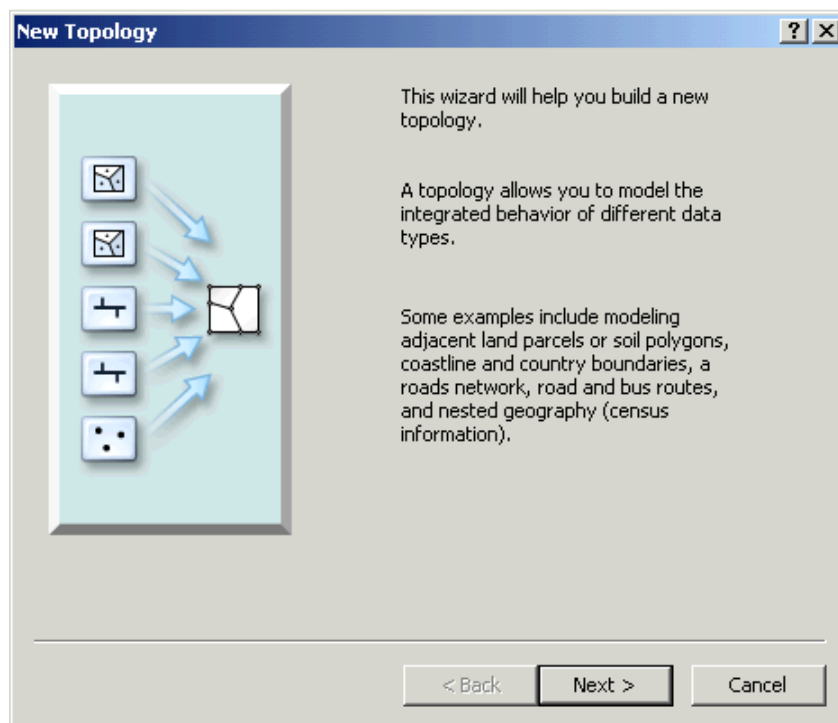 New Topology
This wizard will help you build a new
topology.
A topology allows you to model the
integrated behavior of different data
types.
Some examples include modeling
adjacent land parcels or soil polygons,
coastline and country boundaries, a
roads network, road and bus routes,
and nested geography (census
information).
< Back
Next >
Cancel